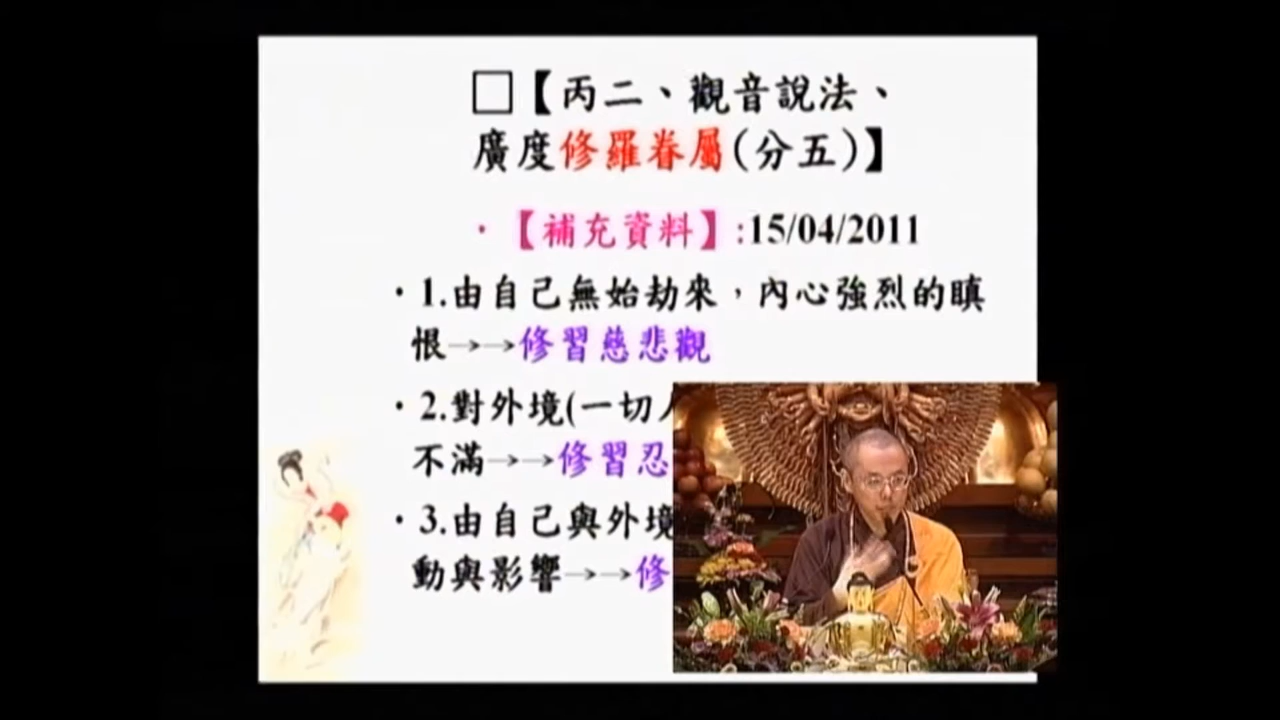 □【丙二、觀音說法、
廣度修羅眷屬(分五)】
·【補充資料】:15/04/2011
·1.由自己無始劫來,內心強烈的瞋
恨→→修習慈悲觀
·2.對外境(一切
不滿→→修習忍
·3.由自己與外境
動與影響→→修